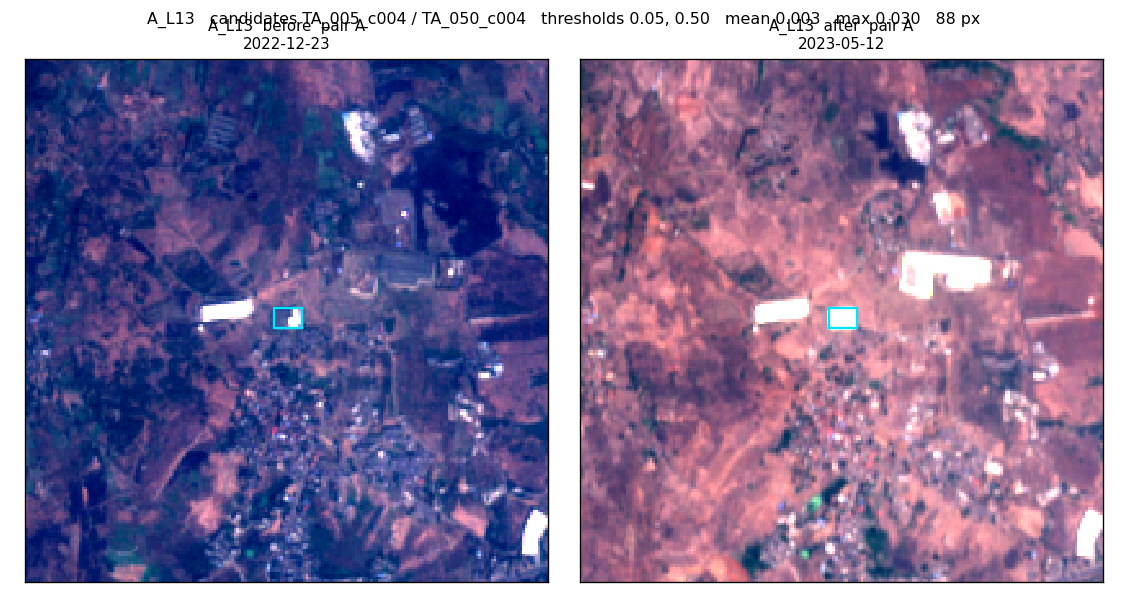 A_L13   candidates TA_005_c004 / TA_050_c004   thresholds 0.05, 0.50   mean 0.003   max 0.030   88 px
A_L13  before  pair A
2022-12-23
A_L13  after  pair A
2023-05-12